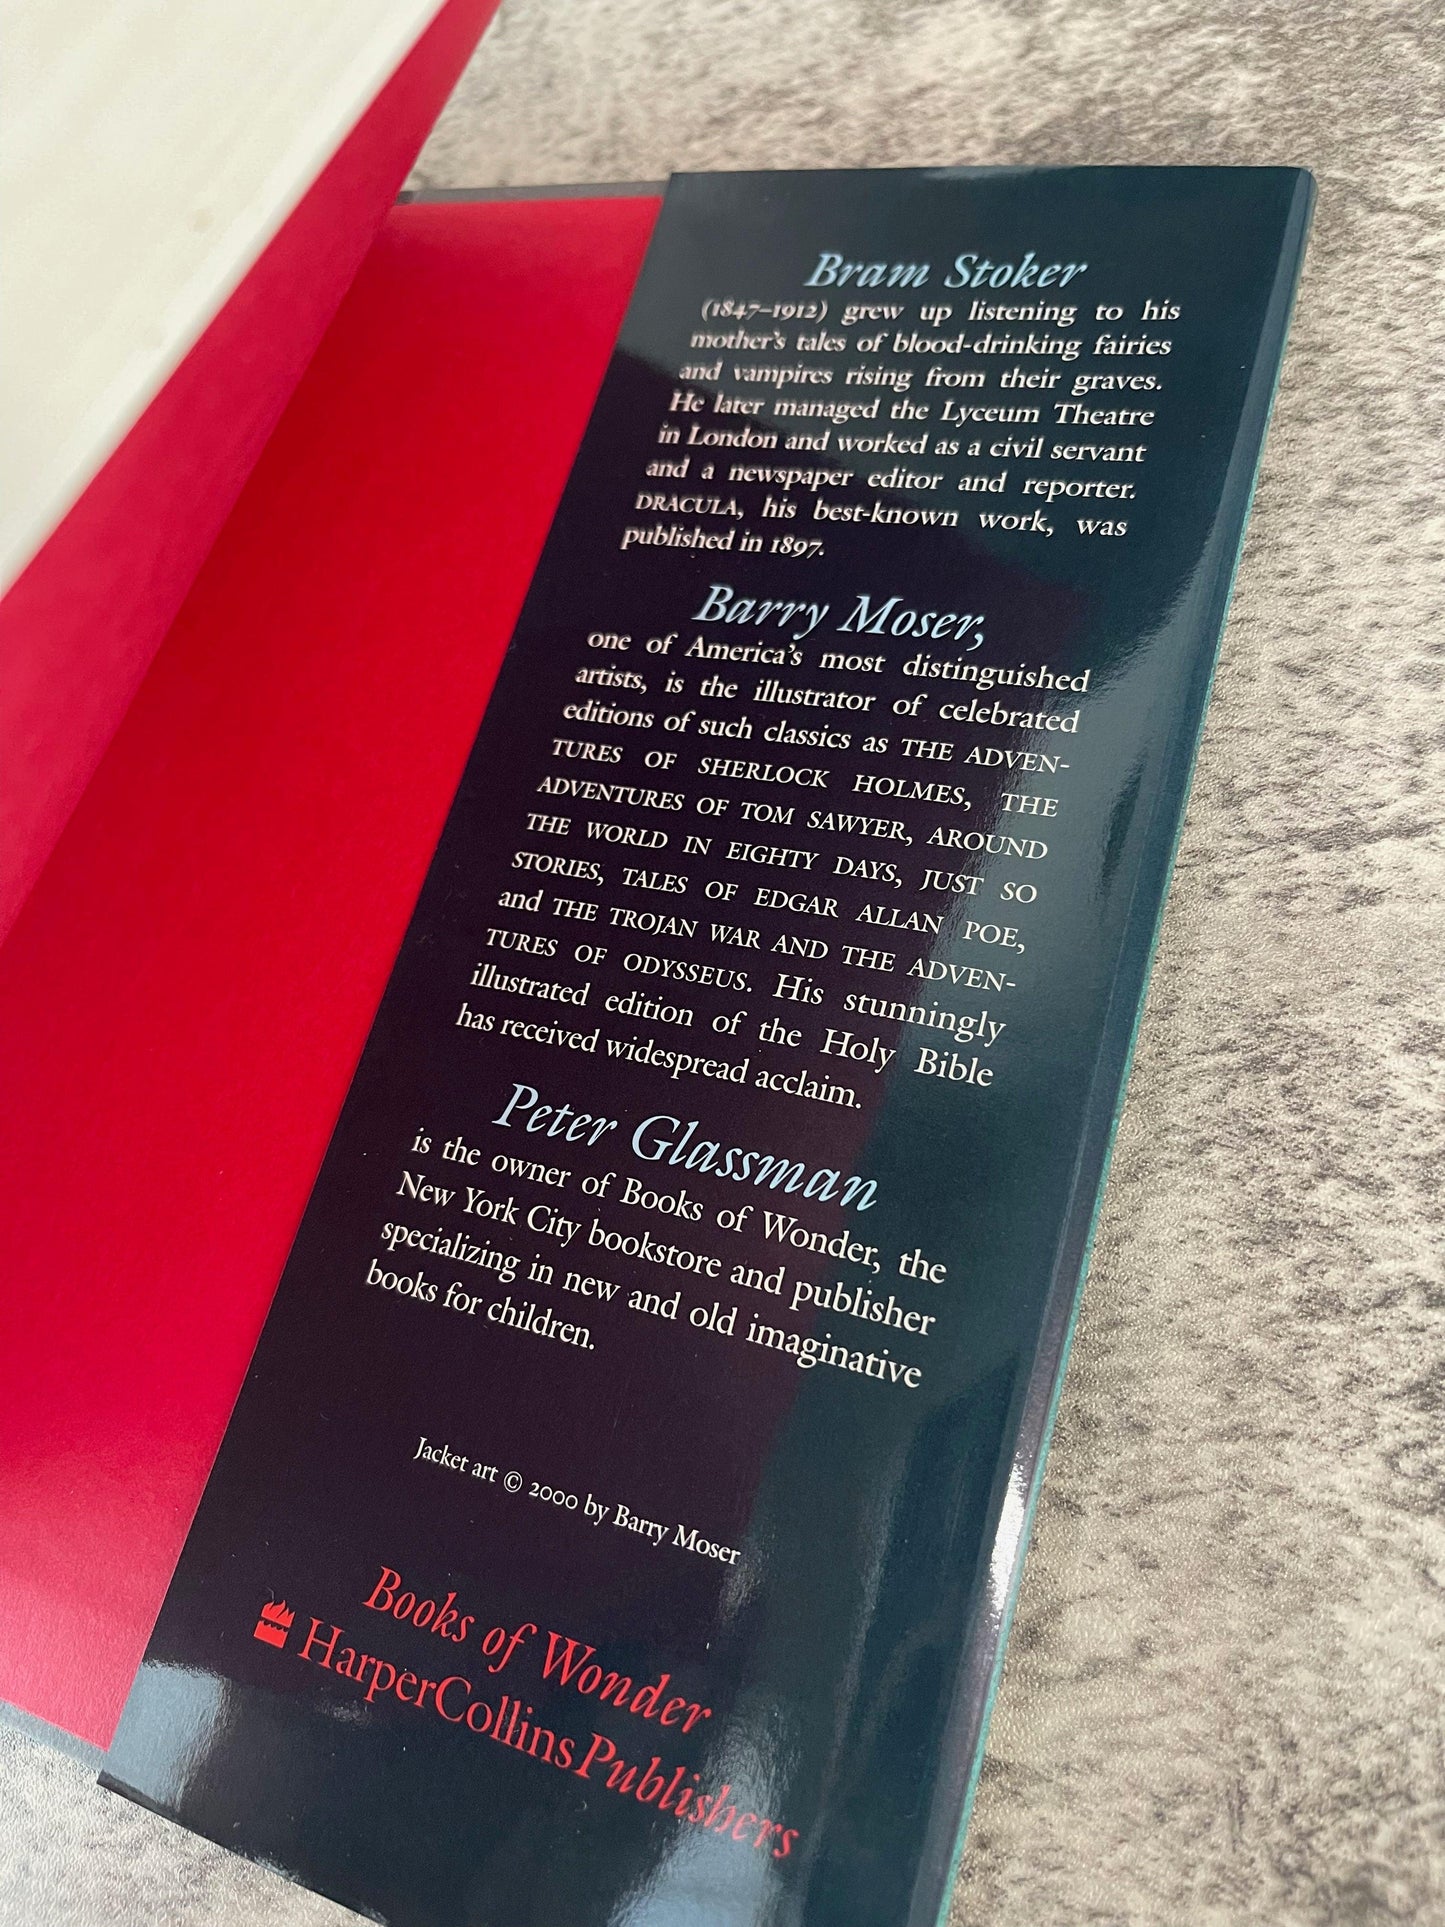 Bram Stoker
(1847–1912) grew up listening to his
mother's tales of blood-drinking fairies
and vampires rising from their graves.
He later managed the Lyceum Theatre
in London and worked as a civil servant
and a newspaper editor and reporter.
DRACULA, his best-known work, was
published in 1897.
Barry Moser,
one of America's most distinguished
artists, is the illustrator of celebrated
editions of such classics as THE ADVEN-
TURES OF SHERLOCK HOLMES, THE
ADVENTURES OF TOM SAWYER, AROUND
THE WORLD IN EIGHTY DAYS, JUST SO
STORIES, TALES OF EDGAR ALLAN POE,
and THE TROJAN WAR AND THE ADVEN-
TURES OF ODYSSEUS. His stunningly
illustrated edition of the Holy Bible
has received widespread acclaim.
Peter Glassman
is the owner of Books of Wonder, the
New York City bookstore and publisher
specializing in new and old imaginative
books for children.
Jacket art © 2000 by Barry Moser
Books of Wonder
HarperCollinsPublishers